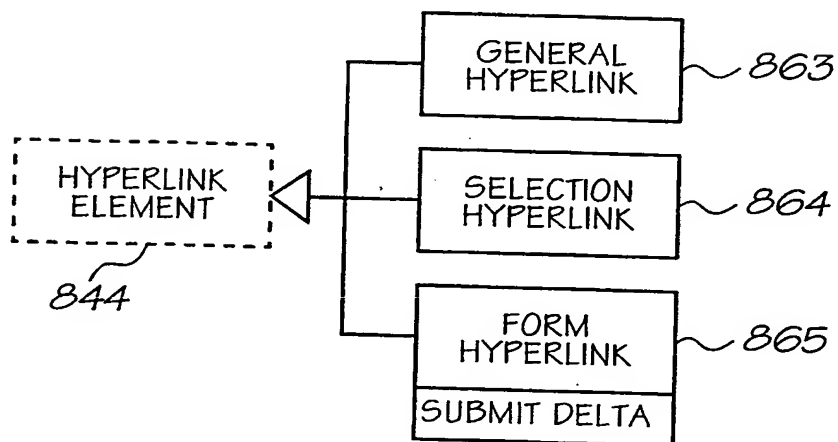 GENERAL
HYPERLINK
863
HYPERLINK
ELEMENT
844
SELECTION
HYPERLINK
864
FORM
HYPERLINK
865
SUBMIT DELTA